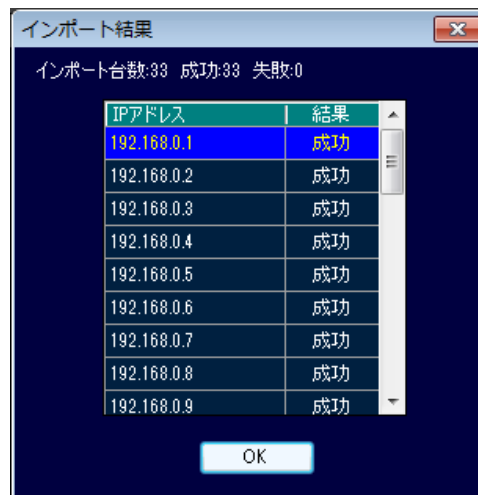 インポート結果
インポート台数:33 成功:33 失敗:0
IPアドレス 結果
192.168.0.1 成功
192.168.0.2 成功
192.168.0.3 成功
192.168.0.4 成功
192.168.0.5 成功
192.168.0.6 成功
192.168.0.7 成功
192.168.0.8 成功
192.168.0.9 成功
OK